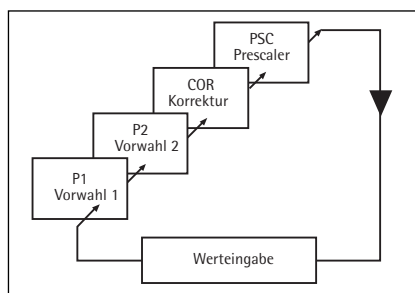 PSC
Prescaler
COR
Korrektur
P2
Vorwahl 2
P1
Vorwahl 1
Werteingabe